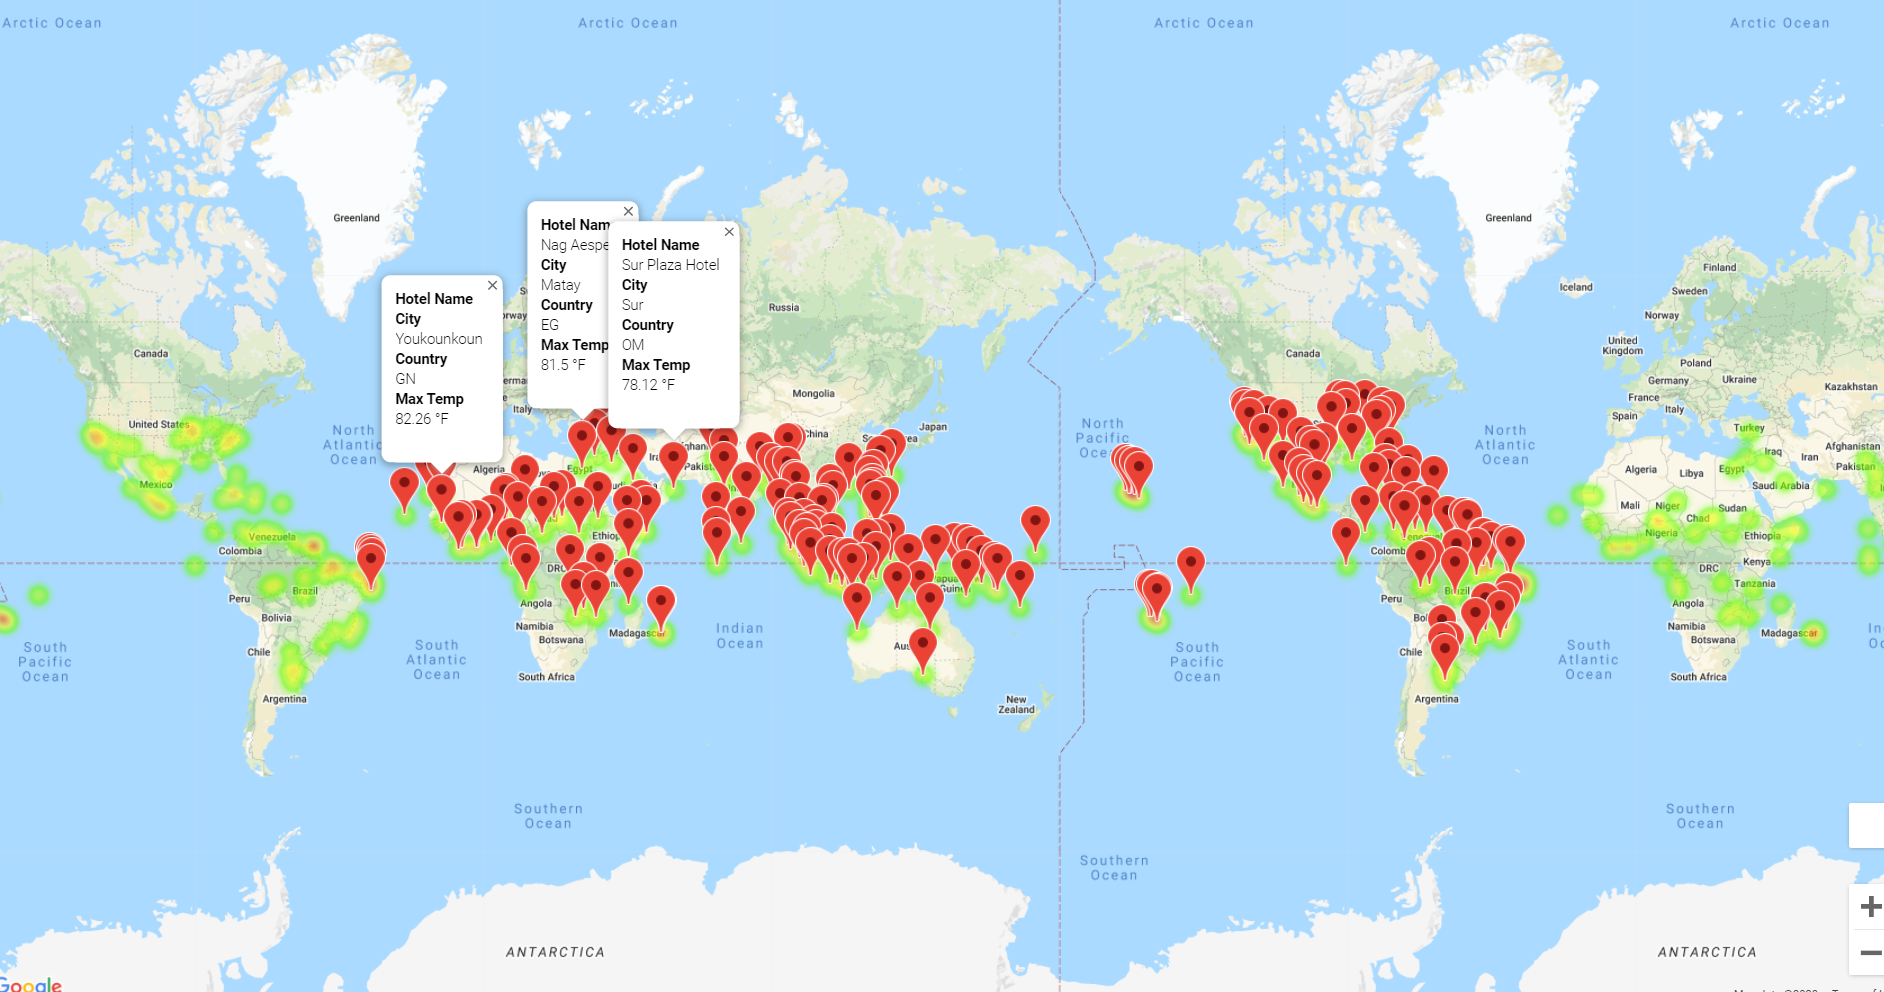 Arctic Ocean
Arctic Ocean
Arctic Ocean
Arctic Ocean
Greenland
Greenland
Hotel Name
Nag Aespe
City
Matay
Country
EG
Max Temp
81.5 °F
Hotel Name
Sur Plaza Hotel
City
Sur
Country
OM
Max Temp
78.12 °F
Hotel Name
City
Youkounkoun
Country
GN
Max Temp
82.26 °F
Russia
Finland
Iceland
Sweden
Norway
United
Kingdom
Canada
Canada
Poland
Germany
Ukraine
Kazakhstan
France
Italy
Spain
Italy
Mongolia
China
Japan
United States
North
Atlantic
Ocean
North
Pacific
North
Atlantic
Ocean
Turkey
Iraq
Afghanistan
Iran
Pakistan
Algeria
Algeria
Libya
Egypt
Egypt
Saudi Arabia
Mexico
Mali
Niger
Chad
Sudan
Nigeria
Ethiopia
Venezuela
Colombia
Kenya
DRC
DRC
Tanzania
Peru
Brazil
Peru
Angola
Angola
Bolivia
Namibia
Botswana
Madagascar
Namibia
Botswana
Madagascar
Chile
Chile
South Africa
South Africa
Argentina
Argentina
South
Pacific
Ocean
South
Atlantic
Ocean
Indian
Ocean
South
Pacific
Ocean
South
Atlantic
Ocean
New
Zealand
Southern
Ocean
Southern
Ocean
Southern
Ocean
ANTARCTICA
ANTARCTICA
Google